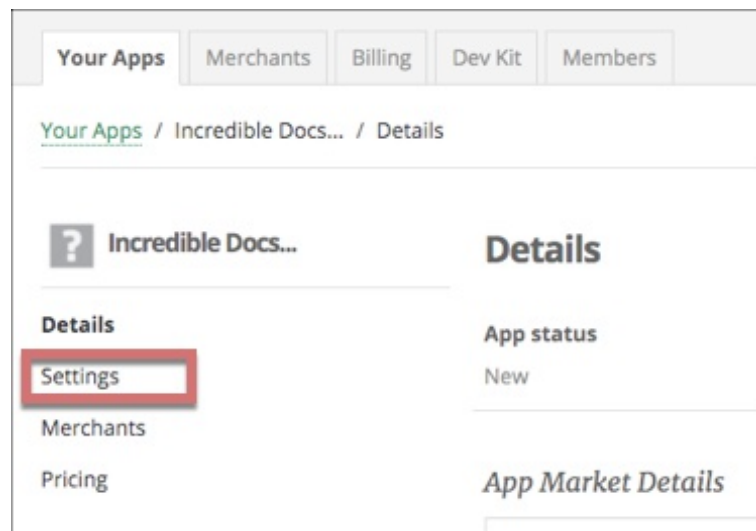 Your Apps Merchants Billing Dev Kit Members
Your Apps / Incredible Docs... / Details
? Incredible Docs...
Details
Settings
Merchants
Pricing
Details
App status
New
App Market Details